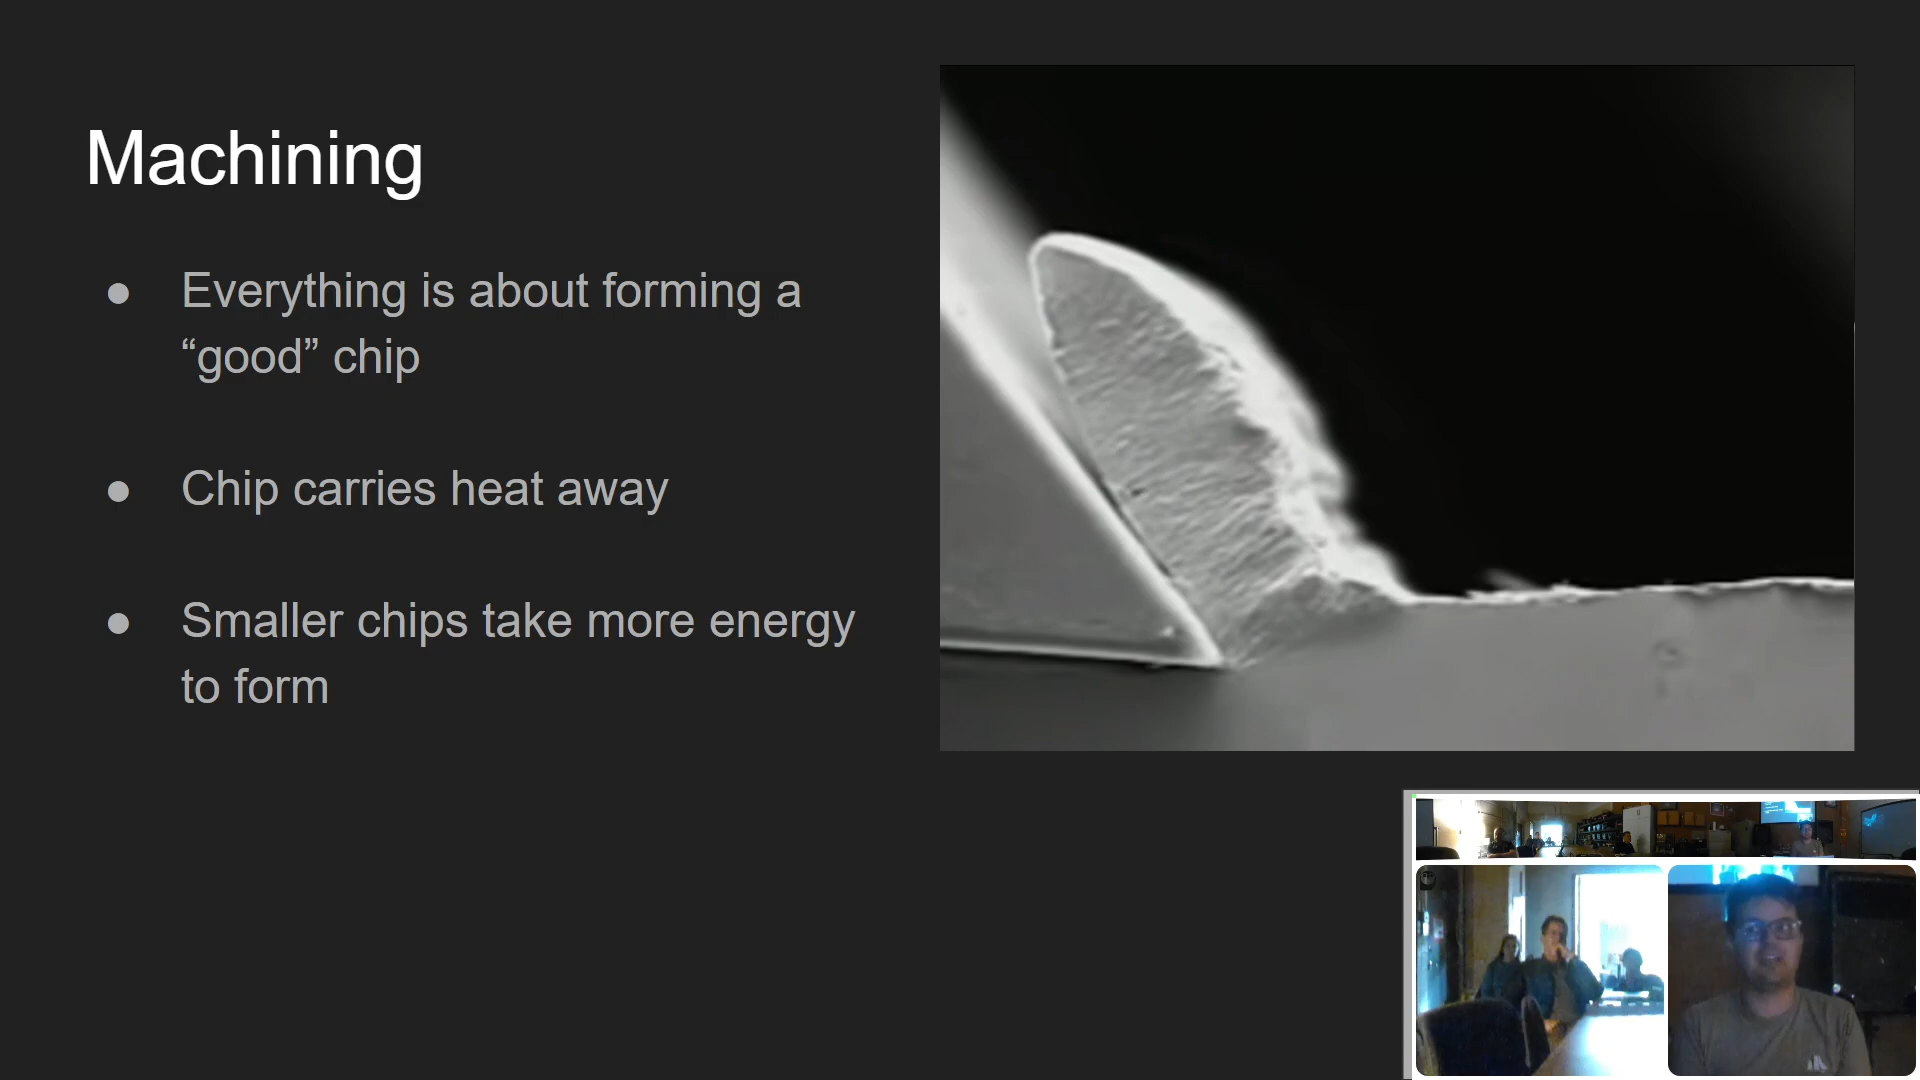 Machining
● Everything is about forming a
“good” chip
● Chip carries heat away
● Smaller chips take more energy
to form